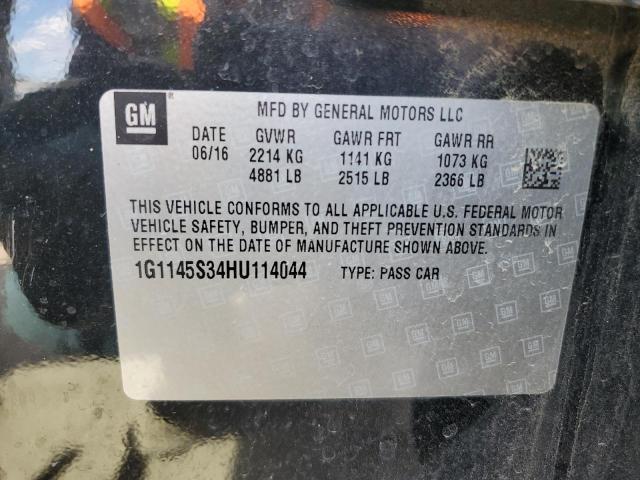 GM
MFD BY GENERAL MOTORS LLC
DATE GVWR GAWR FRT GAWR RR
06/16 2214 KG 1141 KG 1073 KG
4881 LB 2515 LB 2366 LB
THIS VEHICLE CONFORMS TO ALL APPLICABLE U.S. FEDERAL MOTOR
VEHICLE SAFETY, BUMPER, AND THEFT PREVENTION STANDARDS IN
EFFECT ON THE DATE OF MANUFACTURE SHOWN ABOVE.
1G1145S34HU114044 TYPE: PASS CAR